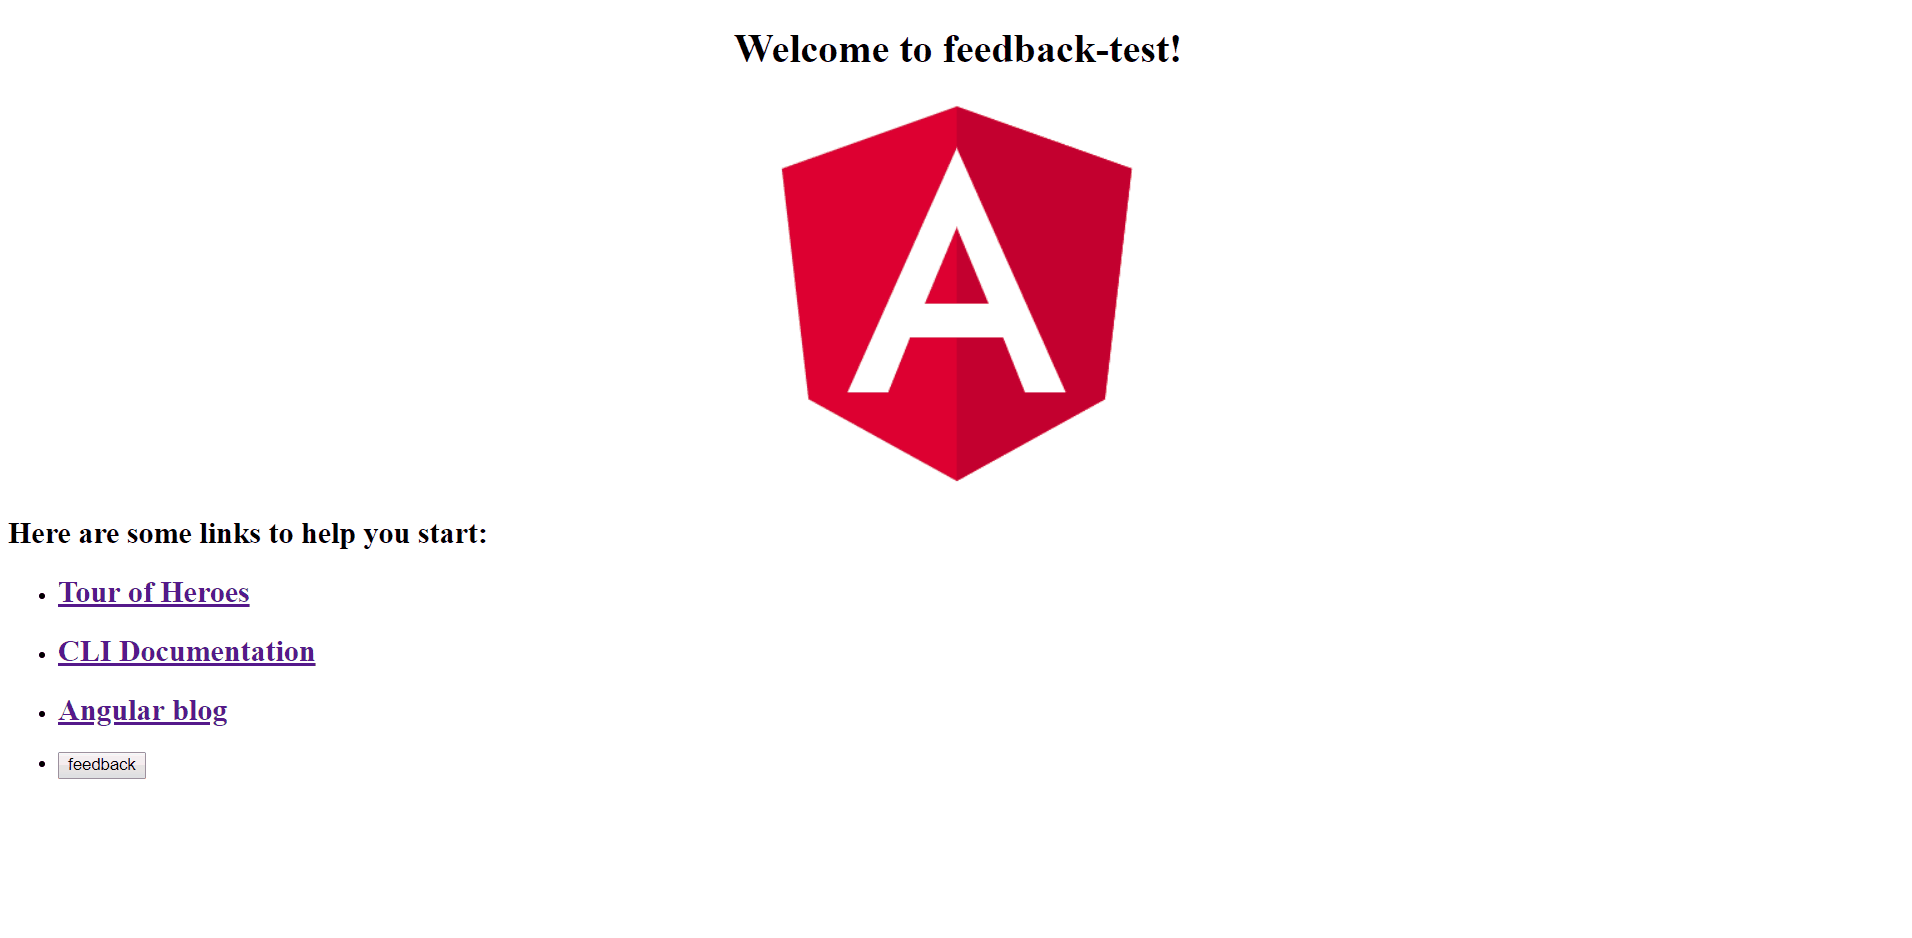 Welcome to feedback-test!
A
Here are some links to help you start:
Tour of Heroes
CLI Documentation
Angular blog
feedback